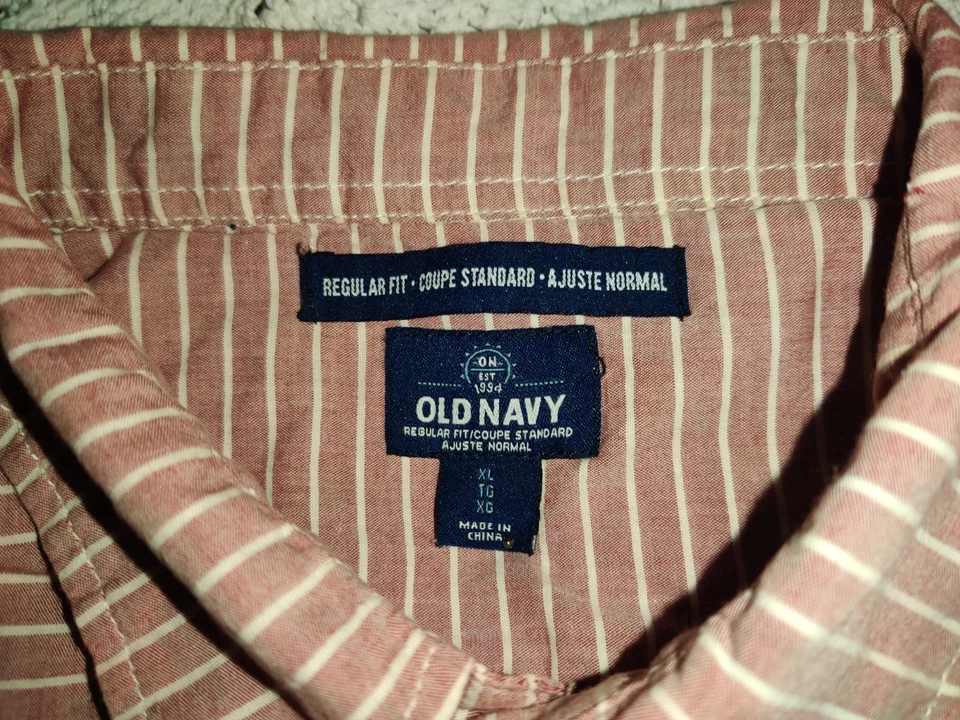 REGULAR FIT • COUPE STANDARD • AJUSTE NORMAL
ON
EST
1994
OLD NAVY
REGULAR FIT/COUPE STANDARD
AJUSTE NORMAL
XL
TG
XG
MADE IN
CHINA